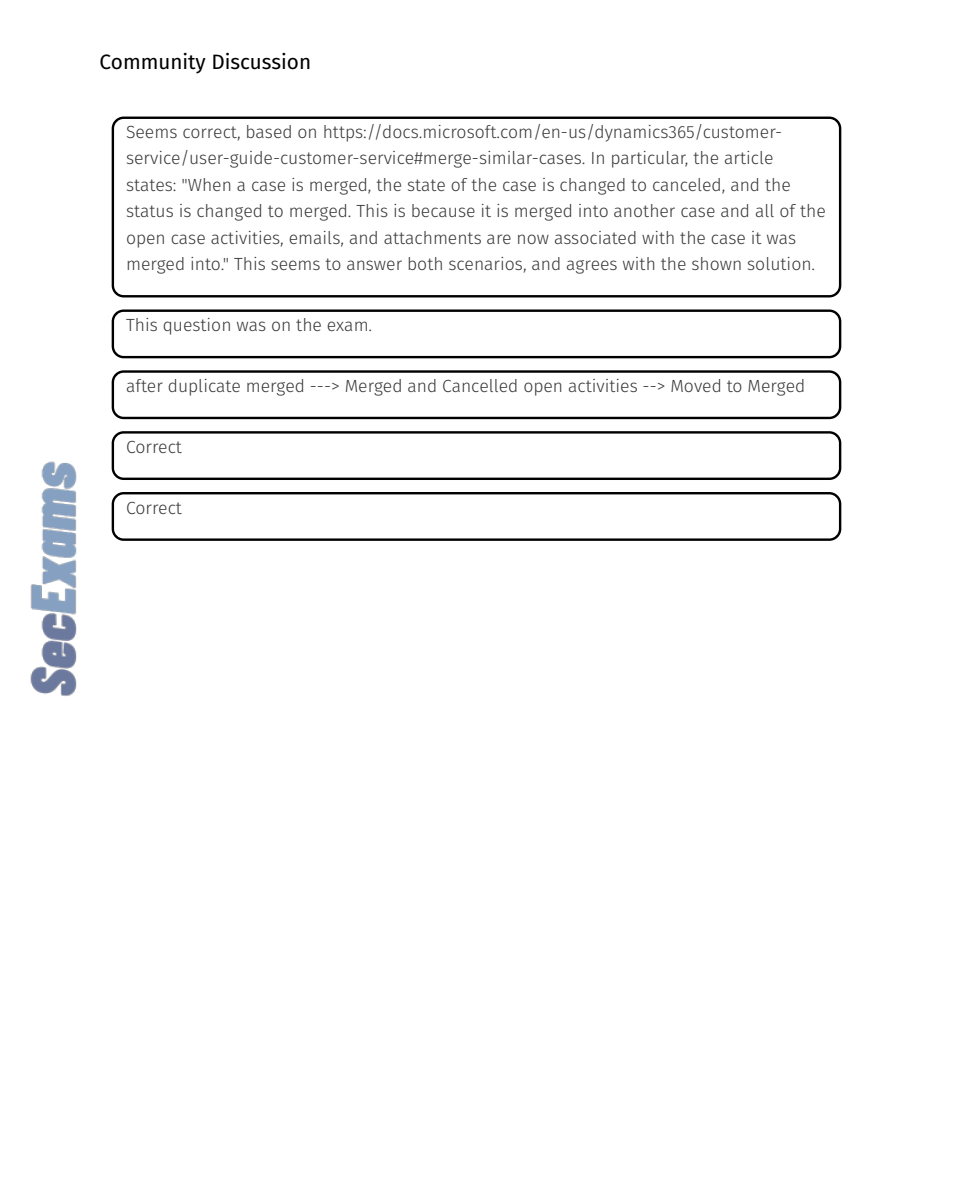 Community Discussion
Seems correct, based on https://docs.microsoft.com/en-us/dynamics365/customer-
service/user-guide-customer-service#merge-similar-cases. In particular, the article
states: "When a case is merged, the state of the case is changed to canceled, and the
status is changed to merged. This is because it is merged into another case and all of the
open case activities, emails, and attachments are now associated with the case it was
merged into." This seems to answer both scenarios, and agrees with the shown solution.
This question was on the exam.
after duplicate merged ---> Merged and Cancelled open activities --> Moved to Merged
Correct
Correct
SecExams